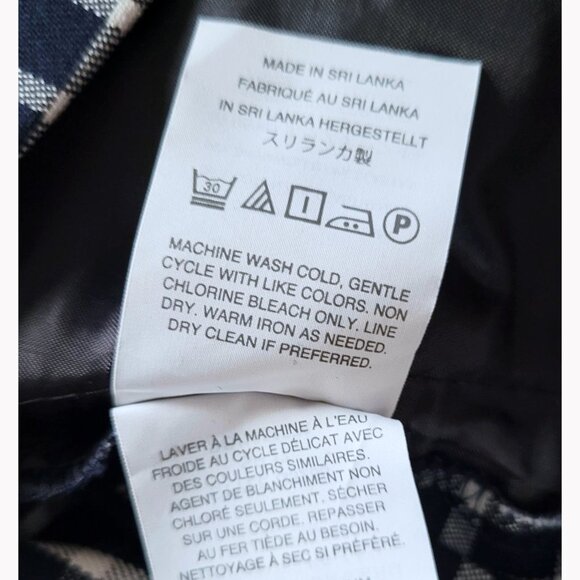 MADE IN SRI LANKA
FABRIQUÉ AU SRI LANKA
IN SRI LANKA HERGESTELLT
スリランカ製
30
P
MACHINE WASH COLD, GENTLE
CYCLE WITH LIKE COLORS. NON
CHLORINE BLEACH ONLY. LINE
DRY. WARM IRON AS NEEDED.
DRY CLEAN IF PREFERRED.
LAVER À LA MACHINE À L'EAU
FROIDE AU CYCLE DÉLICAT AVEC
DES COULEURS SIMILAIRES.
AGENT DE BLANCHIMENT NON
CHLORÉ SEULEMENT. SÉCHER
SUR UNE CORDE. REPASSER
AU FER TIÈDE AU BESOIN.
NETTOYAGE À SEC SI PRÉFÉRÉ.